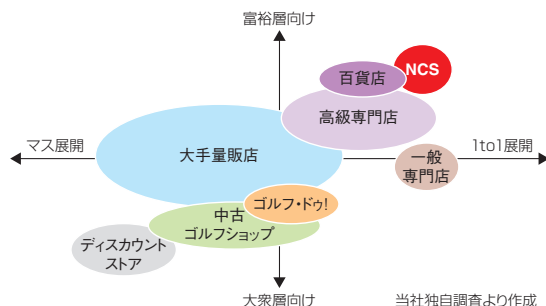 富裕層向け
NCS
百貨店
高級専門店
マス展開
大手量販店
1to1展開
一般
専門店
ゴルフ・ドゥ!
中古
ゴルフショップ
ディスカウント
ストア
大衆層向け
当社独自調査より作成